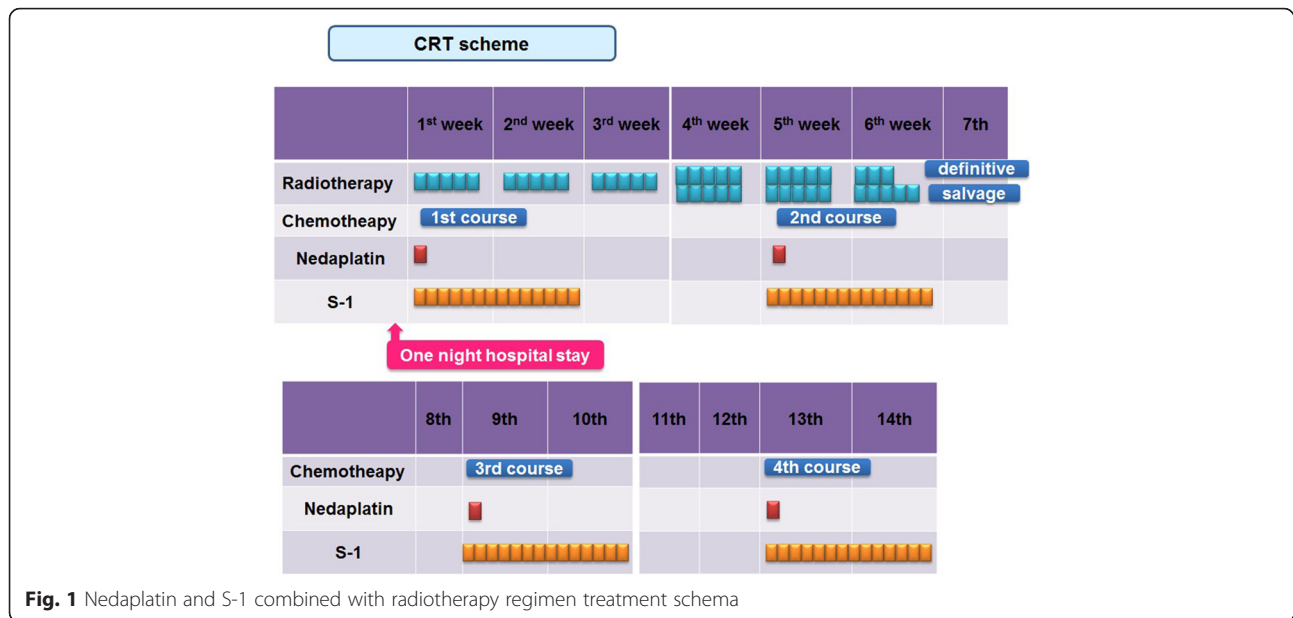 CRT scheme
1st week 2nd week 3rd week 4th week 5th week 6th week 7th
Radiotherapy definitive
salvage
Chemotheapy 1st course 2nd course
Nedaplatin
S-1
One night hospital stay
8th 9th 10th 11th 12th 13th 14th
Chemotheapy 3rd course 4th course
Nedaplatin
S-1
Fig. 1 Nedaplatin and S-1 combined with radiotherapy regimen treatment schema